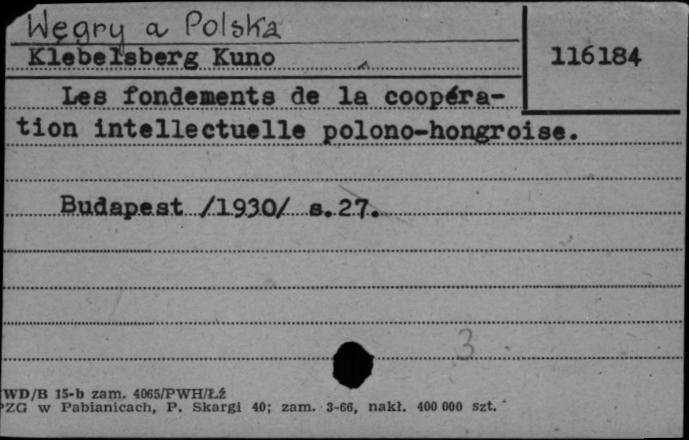 Węgry a Polska
Klebelsberg Kuno
116184
Les fondements de la coopéra-
tion intellectuelle polono-hongroise.
Budapest /1930/ s.27.
3
WD/B 15-b zam. 4065/PWH/Łź
PZG w Pabianicach, P. Skargi 40; zam. 3-66, nakł. 400 000 szt.